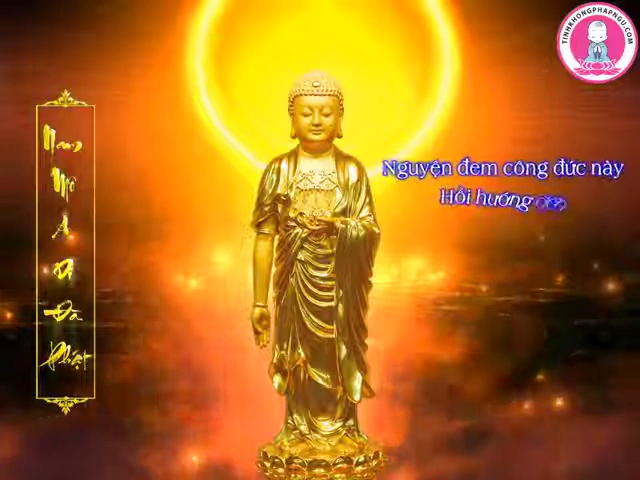 TINHKHONGPHAPNGU.COM
Nam
Mô
A
Di
Đà
Phật
Nguyện đem công đức này
Hồi hướng